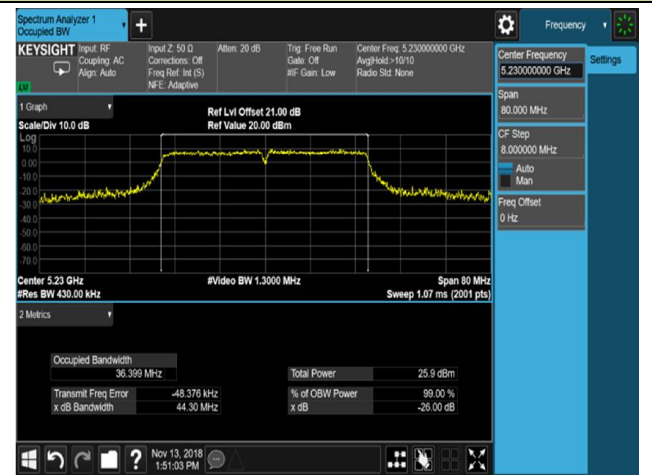 Spectrum Analyzer 1
Occupied BW
Frequency
KEYSIGHT
Input: RF
Coupling: AC
Align: Auto
Input Z: 50 Ω
Corrections: Off
Freq Ref: Int (S)
NFE: Adaptive
Atten: 20 dB
Trig: Free Run
Gate: Off
#IF Gain: Low
Center Freq: 5.230000000 GHz
Avg|Hold:>10/10
Radio Std: None
Center Frequency
5.230000000 GHz
Settings
Span
80.000 MHz
CF Step
8.000000 MHz
Auto
Man
Freq Offset
0 Hz
1 Graph
Scale/Div 10.0 dB
Ref Lvl Offset 21.00 dB
Ref Value 20.00 dBm
Log
10.0
0.00
-10.0
-20.0
-30.0
-40.0
-50.0
-60.0
-70.0
Center 5.23 GHz
#Video BW 1.3000 MHz
Span 80 MHz
#Res BW 430.00 kHz
Sweep 1.07 ms (2001 pts)
2 Metrics
Occupied Bandwidth
36.399 MHz
Total Power
25.9 dBm
Transmit Freq Error
-48.376 kHz
% of OBW Power
99.00 %
x dB Bandwidth
44.30 MHz
x dB
-26.00 dB
Nov 13, 2018
1:51:03 PM